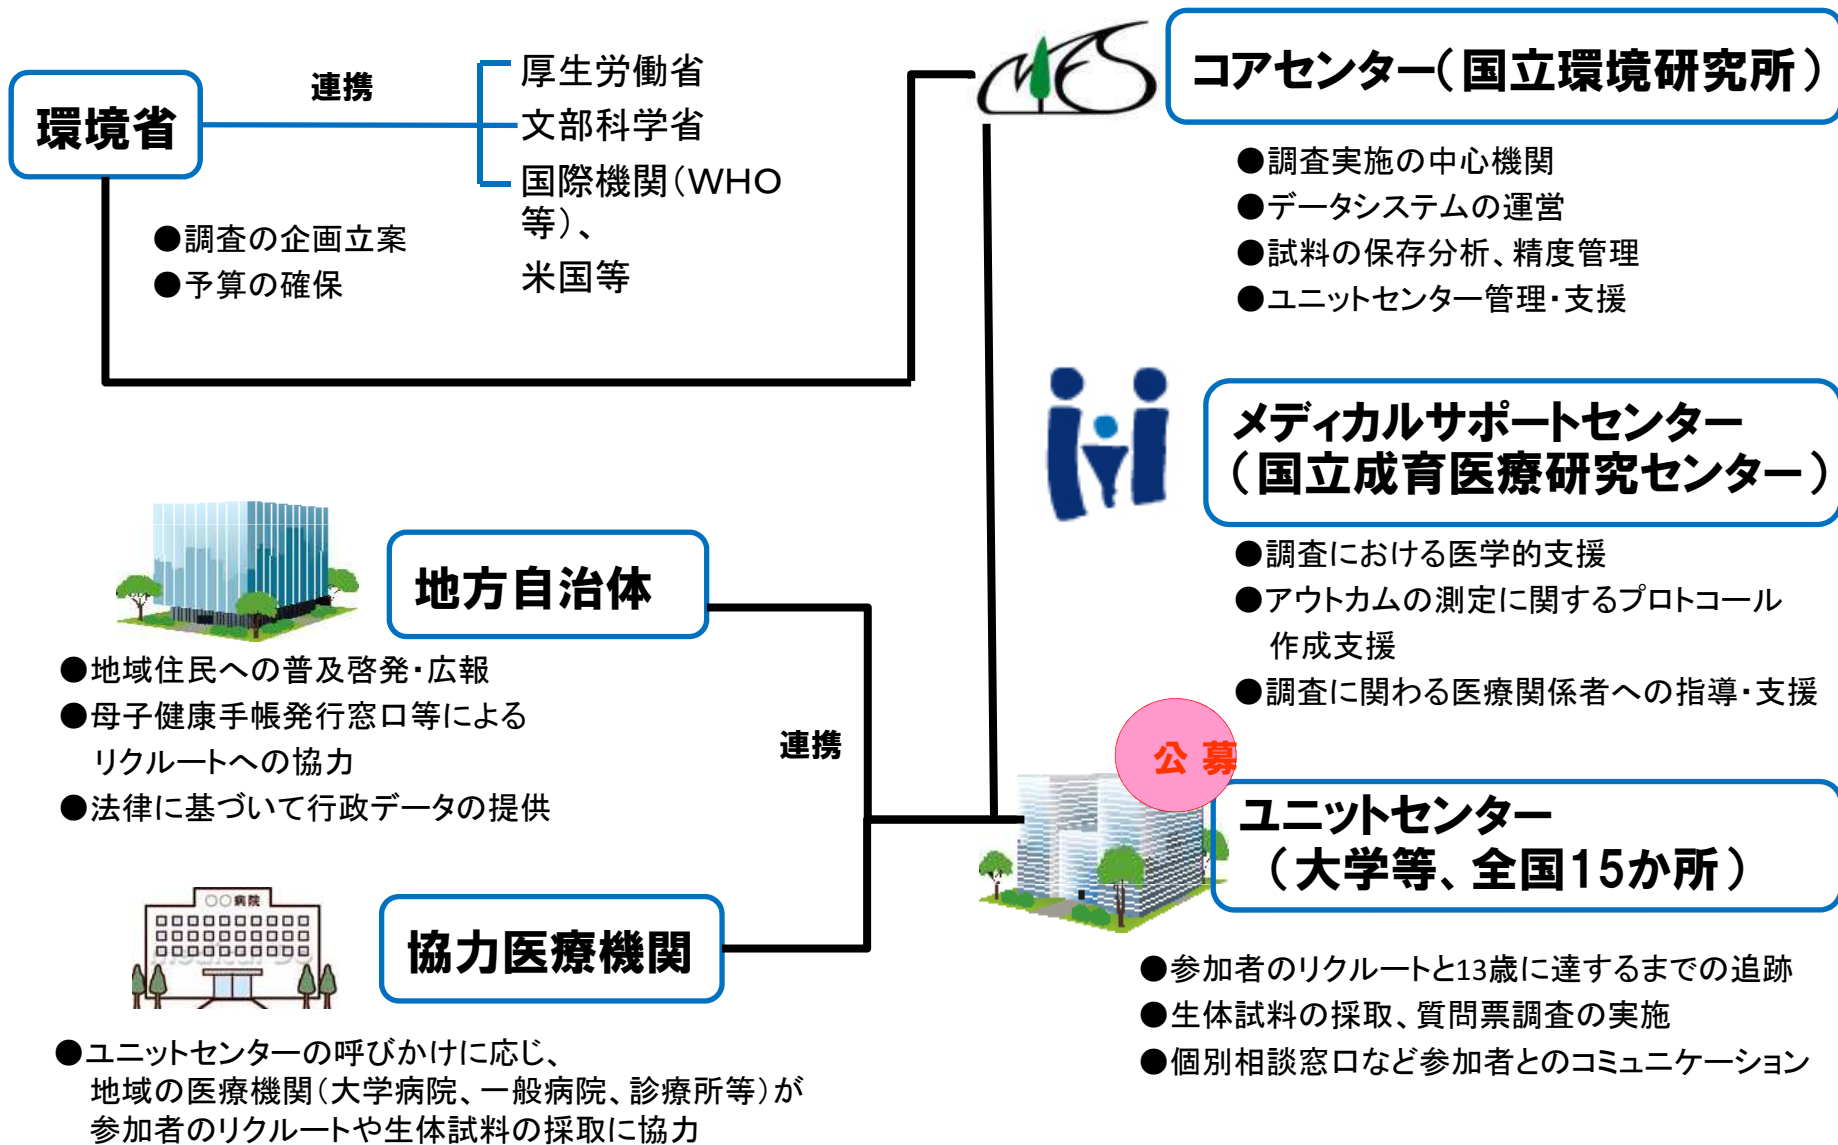 環境省
連携
厚生労働省
文部科学省
国際機関(WHO
等)、
米国等
●調査の企画立案
●予算の確保
コアセンター(国立環境研究所)
●調査実施の中心機関
●データシステムの運営
●試料の保存分析、精度管理
●ユニットセンター管理・支援
メディカルサポートセンター
(国立成育医療研究センター)
●調査における医学的支援
●アウトカムの測定に関するプロトコール
作成支援
●調査に関わる医療関係者への指導・支援
地方自治体
●地域住民への普及啓発・広報
●母子健康手帳発行窓口等による
リクルートへの協力
●法律に基づいて行政データの提供
連携
公募
ユニットセンター
(大学等、全国15か所)
●参加者のリクルートと13歳に達するまでの追跡
●生体試料の採取、質問票調査の実施
●個別相談窓口など参加者とのコミュニケーション
〇〇病院
協力医療機関
●ユニットセンターの呼びかけに応じ、
地域の医療機関(大学病院、一般病院、診療所等)が
参加者のリクルートや生体試料の採取に協力